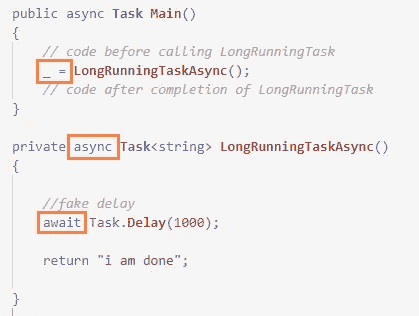 public async Task Main()
{
// code before calling LongRunningTask
_ = LongRunningTaskAsync();
// code after completion of LongRunningTask
}
private async Task<string> LongRunningTaskAsync()
{
//fake delay
await Task.Delay(1000);
return "i am done";
}